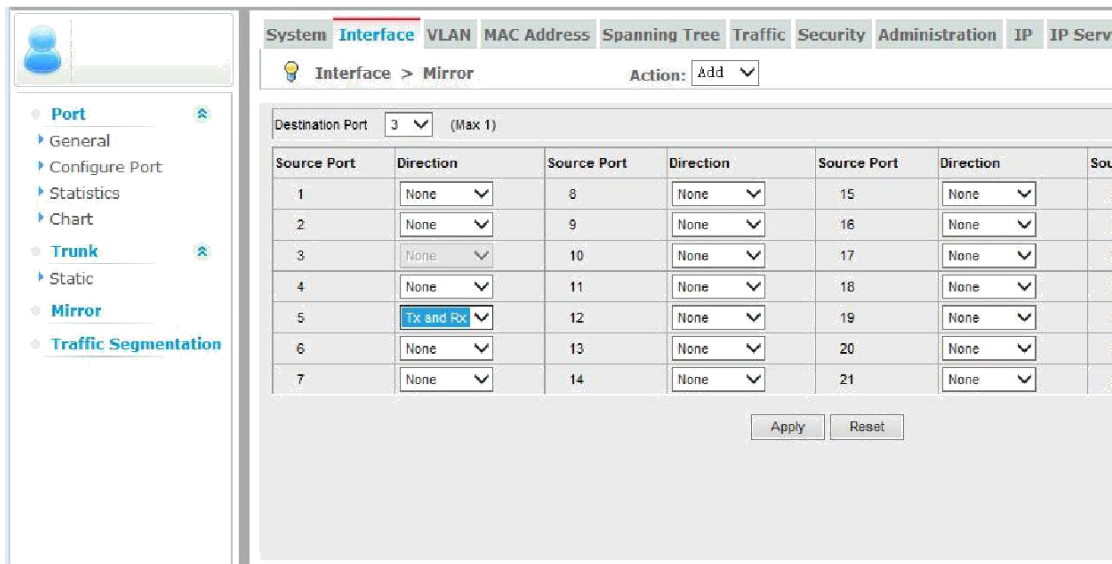 System Interface VLAN MAC Address Spanning Tree Traffic Security Administration IP IP Serv
Interface > Mirror Action: Add
Port
General
Configure Port
Statistics
Chart
Trunk
Static
Mirror
Traffic Segmentation
Destination Port 3 (Max 1)
Source Port Direction Source Port Direction Source Port Direction Sou
1 None 8 None 15 None
2 None 9 None 16 None
3 None 10 None 17 None
4 None 11 None 18 None
5 Tx and Rx 12 None 19 None
6 None 13 None 20 None
7 None 14 None 21 None
Apply Reset